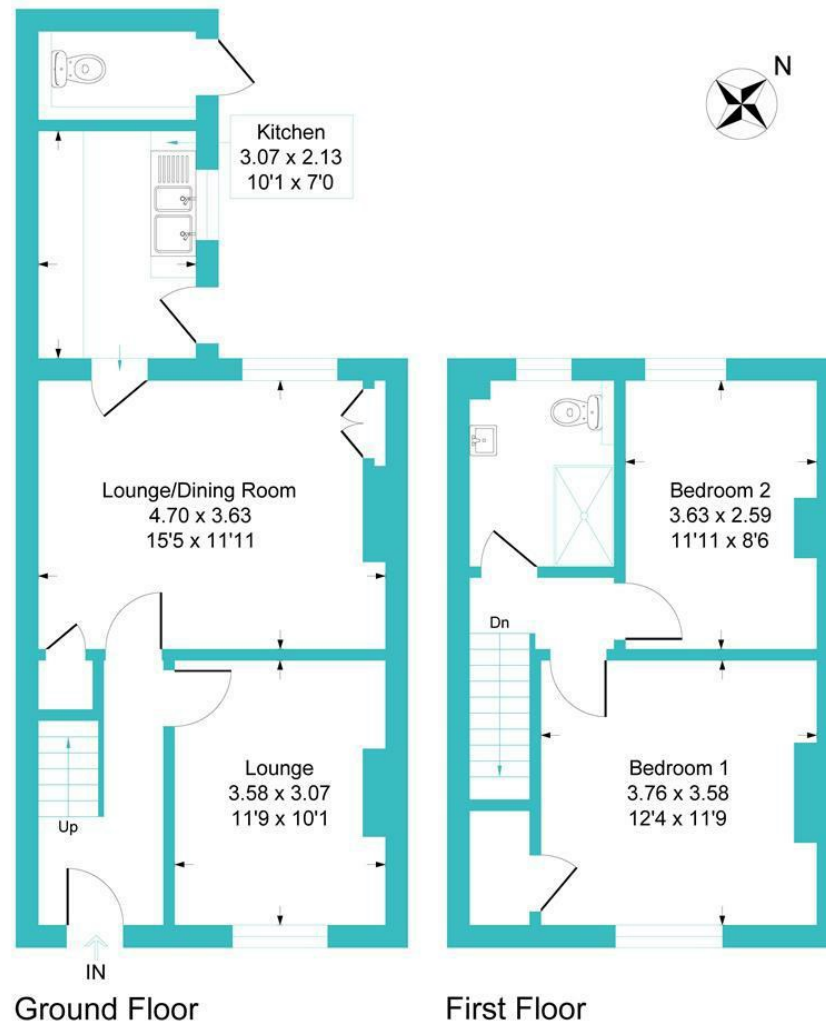 N
Kitchen
3.07 x 2.13
10'1 x 7'0
Lounge/Dining Room
4.70 x 3.63
15'5 x 11'11
Lounge
3.58 x 3.07
11'9 x 10'1
Up
IN
Ground Floor
Bedroom 2
3.63 x 2.59
11'11 x 8'6
Dn
Bedroom 1
3.76 x 3.58
12'4 x 11'9
First Floor